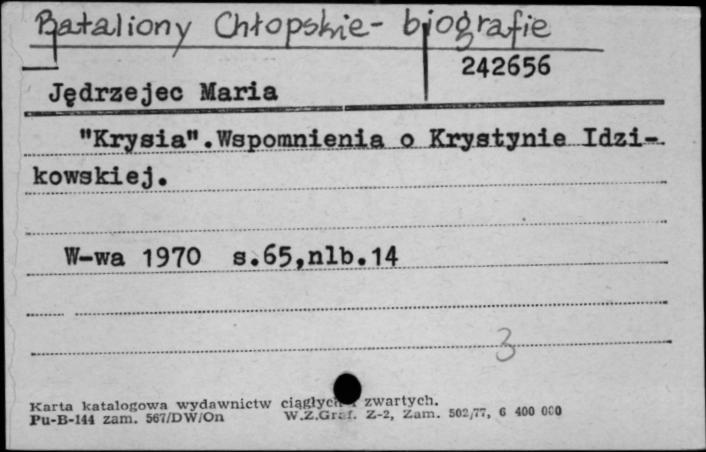 Bataliony Chłopskie - biografie
242656
Jędrzejec Maria
"Krysia".Wspomnienia o Krystynie Idzi-
kowskiej.
W-wa 1970 s.65,nlb.14
3
Karta katalogowa wydawnictw ciągłych i zwartych.
Pu-B-144 zam. 567/DW/On W.Z.Graf. Z-2, Zam. 502/77, 6 400 000